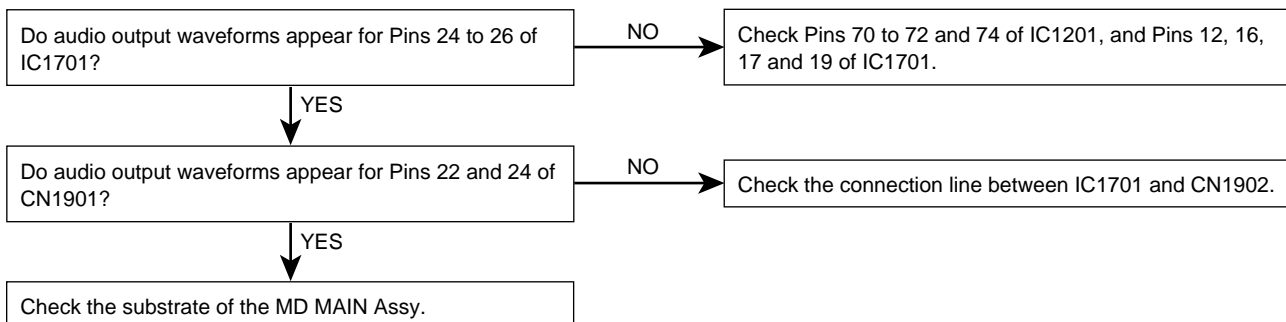 Do audio output waveforms appear for Pins 24 to 26 of
IC1701?
NO
Check Pins 70 to 72 and 74 of IC1201, and Pins 12, 16,
17 and 19 of IC1701.
YES
Do audio output waveforms appear for Pins 22 and 24 of
CN1901?
NO
Check the connection line between IC1701 and CN1902.
YES
Check the substrate of the MD MAIN Assy.